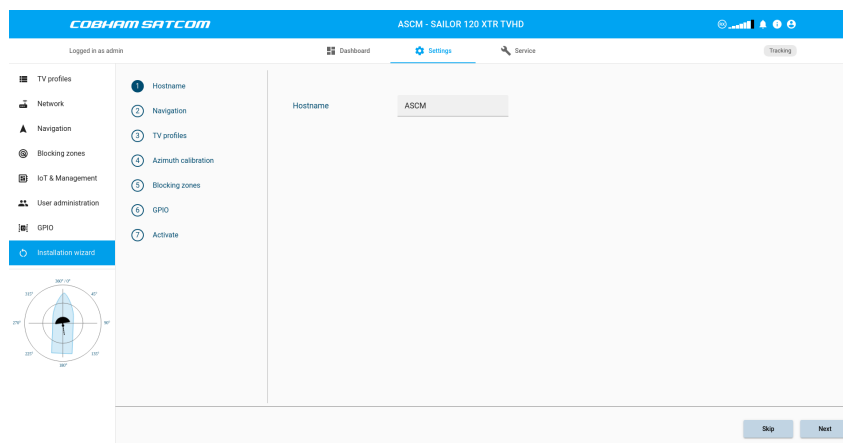 COBHAM SATCOM
ASCM - SAILOR 120 XTR TVHD
Logged in as admin
Dashboard
Settings
Service
Tracking
TV profiles
Network
Navigation
Blocking zones
IoT & Management
User administration
GPIO
Installation wizard
1 Hostname
2 Navigation
3 TV profiles
4 Azimuth calibration
5 Blocking zones
6 GPIO
7 Activate
Hostname
ASCM
360° / 0°
315°
45°
270°
90°
225°
135°
180°
Skip
Next